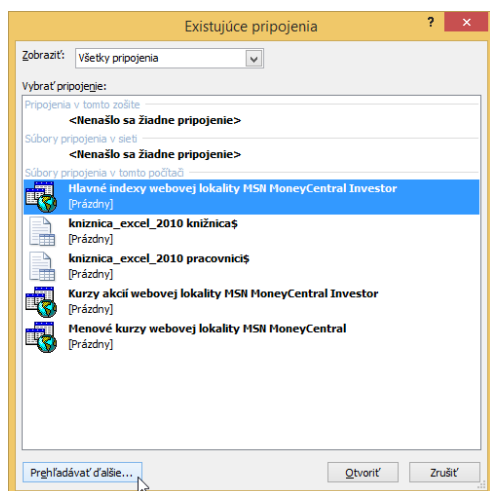 Existujúce pripojenia
?
Zobraziť: Všetky pripojenia
Vybrať pripojenie:
Pripojenia v tomto zošite
<Nenašlo sa žiadne pripojenie>
Súbory pripojenia v sieti
<Nenašlo sa žiadne pripojenie>
Súbory pripojenia v tomto počítači
Hlavné indexy webovej lokality MSN MoneyCentral Investor
[Prázdny]
kniznica_excel_2010 knižnica$
[Prázdny]
kniznica_excel_2010 pracovnici$
[Prázdny]
Kurzy akcií webovej lokality MSN MoneyCentral Investor
[Prázdny]
Menové kurzy webovej lokality MSN MoneyCentral
[Prázdny]
Prehľadávať ďalšie... Otvoriť Zrušiť